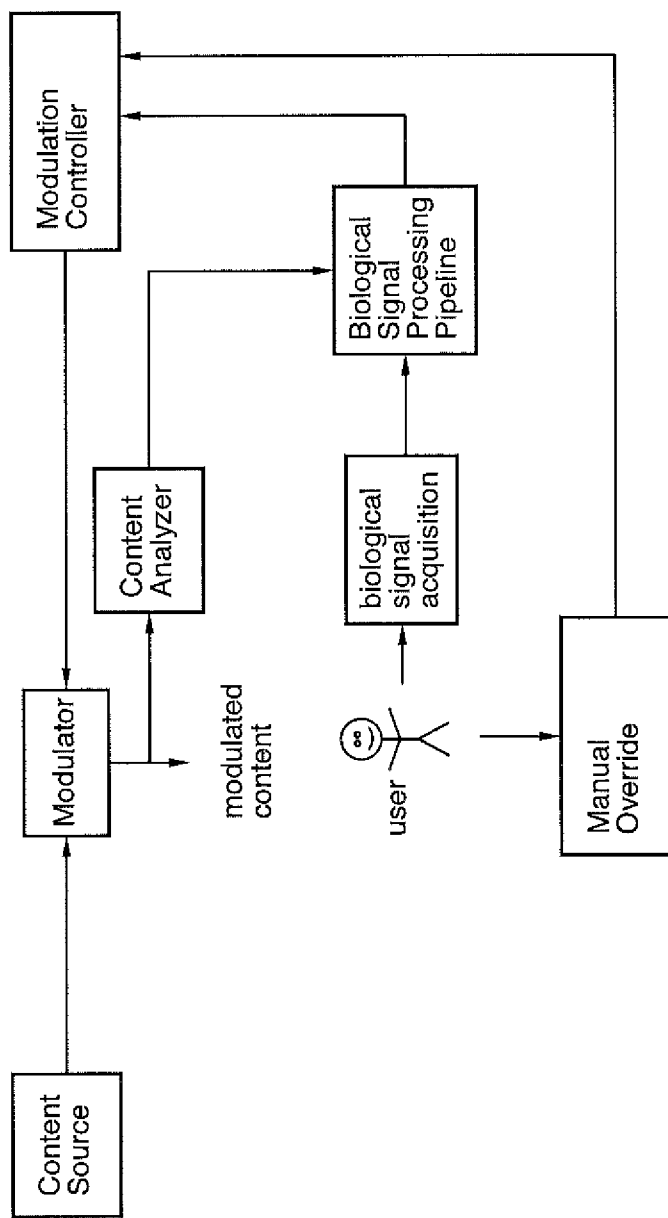 Content
Source
Modulator
Modulation
Controller
Content
Analyzer
modulated
content
user
biological
signal
acquisition
Biological
Signal
Processing
Pipeline
Manual
Override